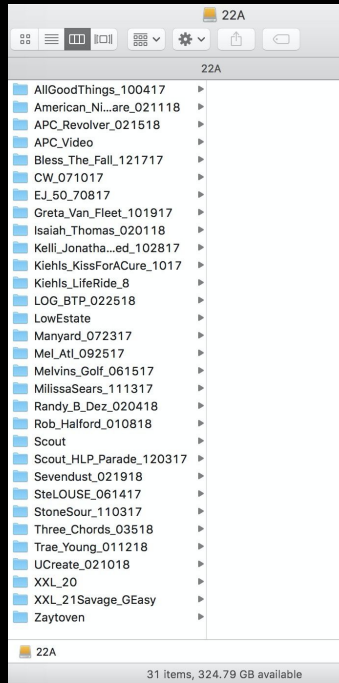 22A
22A
AllGoodThings_100417
American_Ni...are_021118
APC_Revolver_021518
APC_Video
Bless_The_Fall_121717
CW_071017
EJ_50_70817
Greta_Van_Fleet_101917
Isaiah_Thomas_020118
Kelli_Jonatha...ed_102817
Kiehls_KissForACure_1017
Kiehls_LifeRide_8
LOG_BTP_022518
LowEstate
Manyard_072317
Mel_Atl_092517
Melvins_Golf_061517
MilissaSears_111317
Randy_B_Dez_020418
Rob_Halford_010818
Scout
Scout_HLP_Parade_120317
Sevendust_021918
SteLOUSE_061417
StoneSour_110317
Three_Chords_03518
Trae_Young_011218
UCreate_021018
XXL_20
XXL_21Savage_GEasy
Zaytoven
22A
31 items, 324.79 GB available